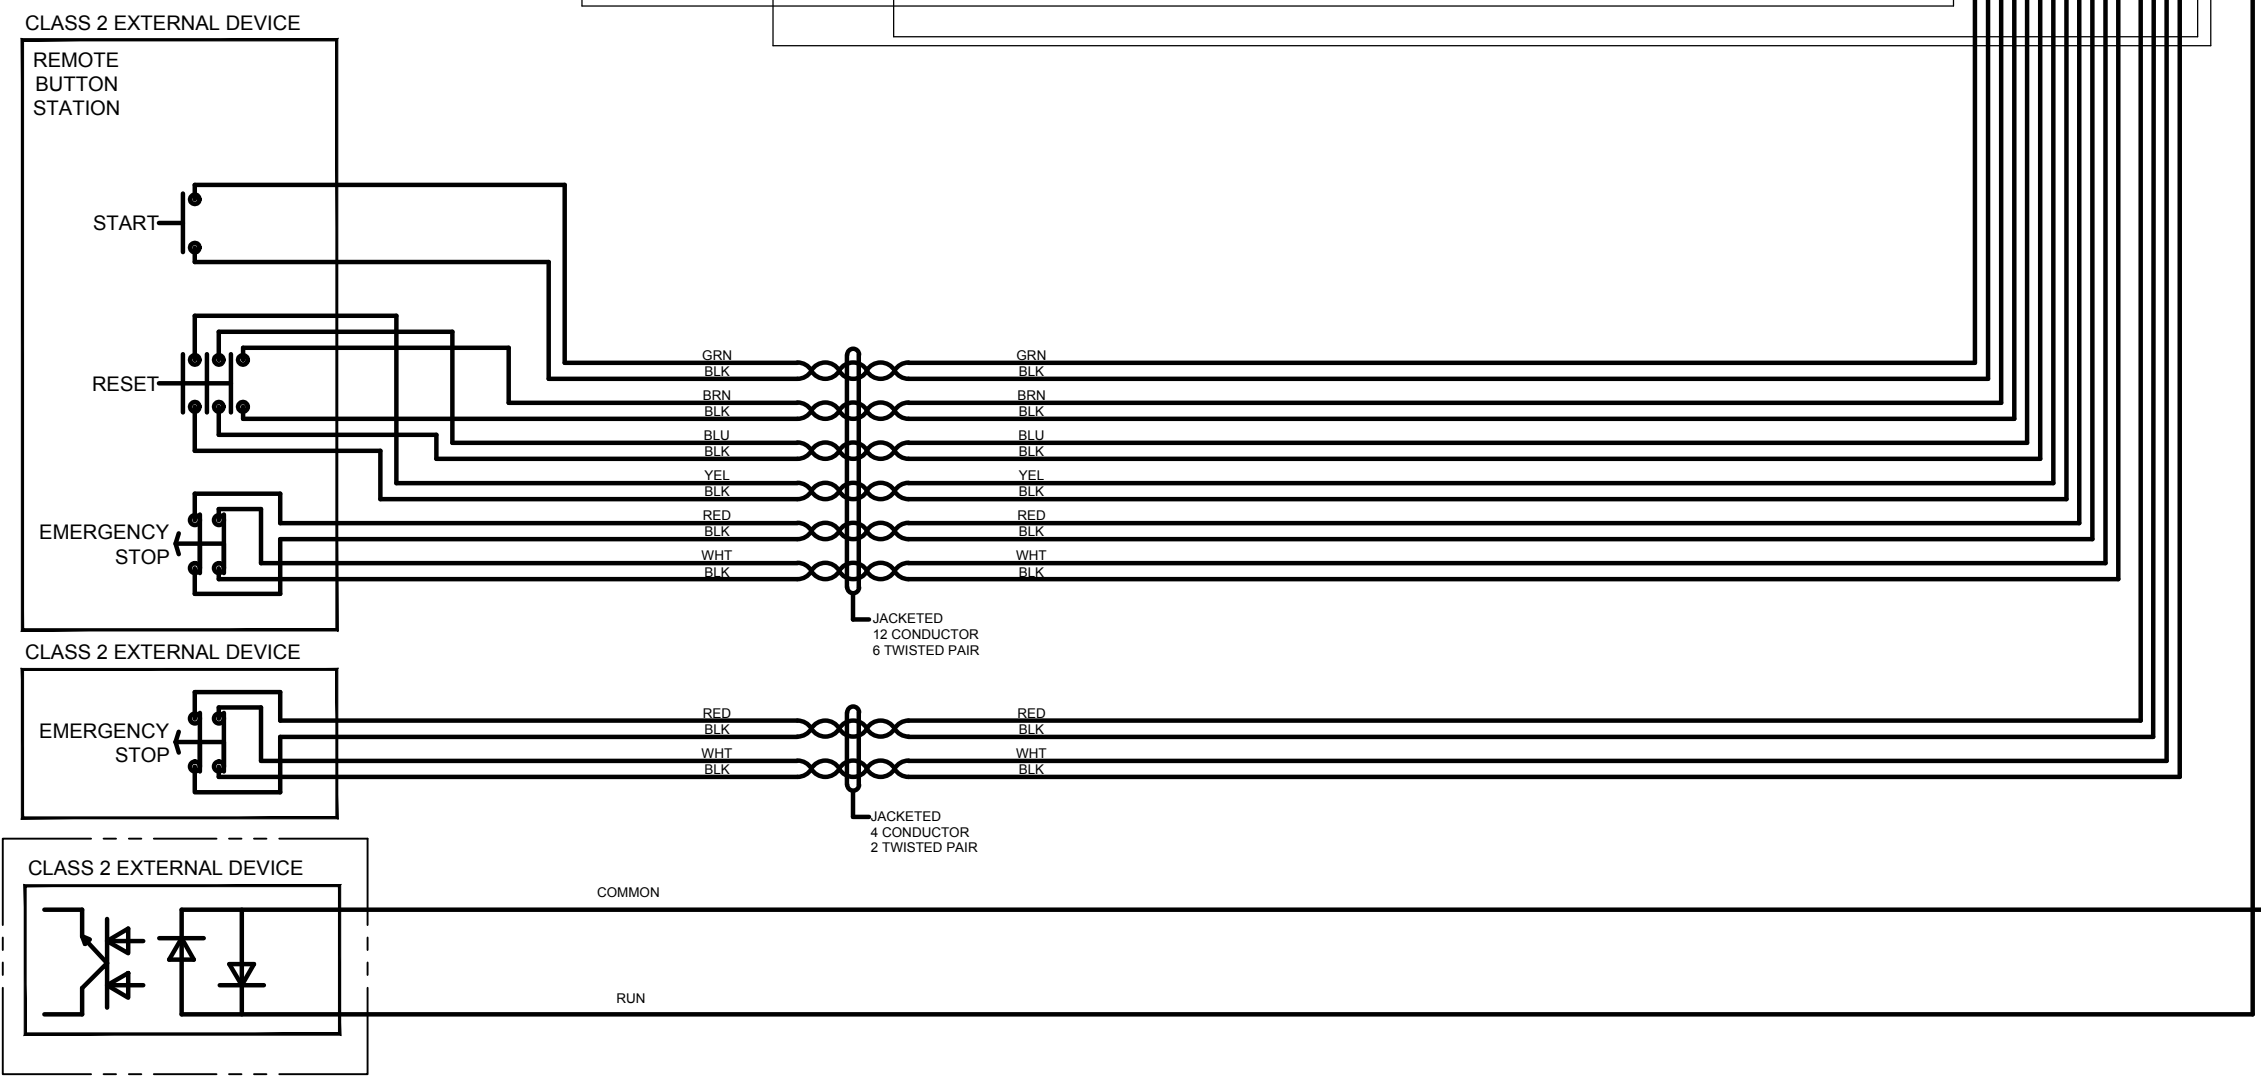 CLASS 2 EXTERNAL DEVICE
REMOTE
BUTTON
STATION
START
RESET
EMERGENCY
STOP
GRN
BLK
BRN
BLK
BLU
BLK
YEL
BLK
RED
BLK
WHT
BLK
GRN
BLK
BRN
BLK
BLU
BLK
YEL
BLK
RED
BLK
WHT
BLK
JACKETED
12 CONDUCTOR
6 TWISTED PAIR
CLASS 2 EXTERNAL DEVICE
EMERGENCY
STOP
RED
BLK
WHT
BLK
RED
BLK
WHT
BLK
JACKETED
4 CONDUCTOR
2 TWISTED PAIR
CLASS 2 EXTERNAL DEVICE
COMMON
RUN